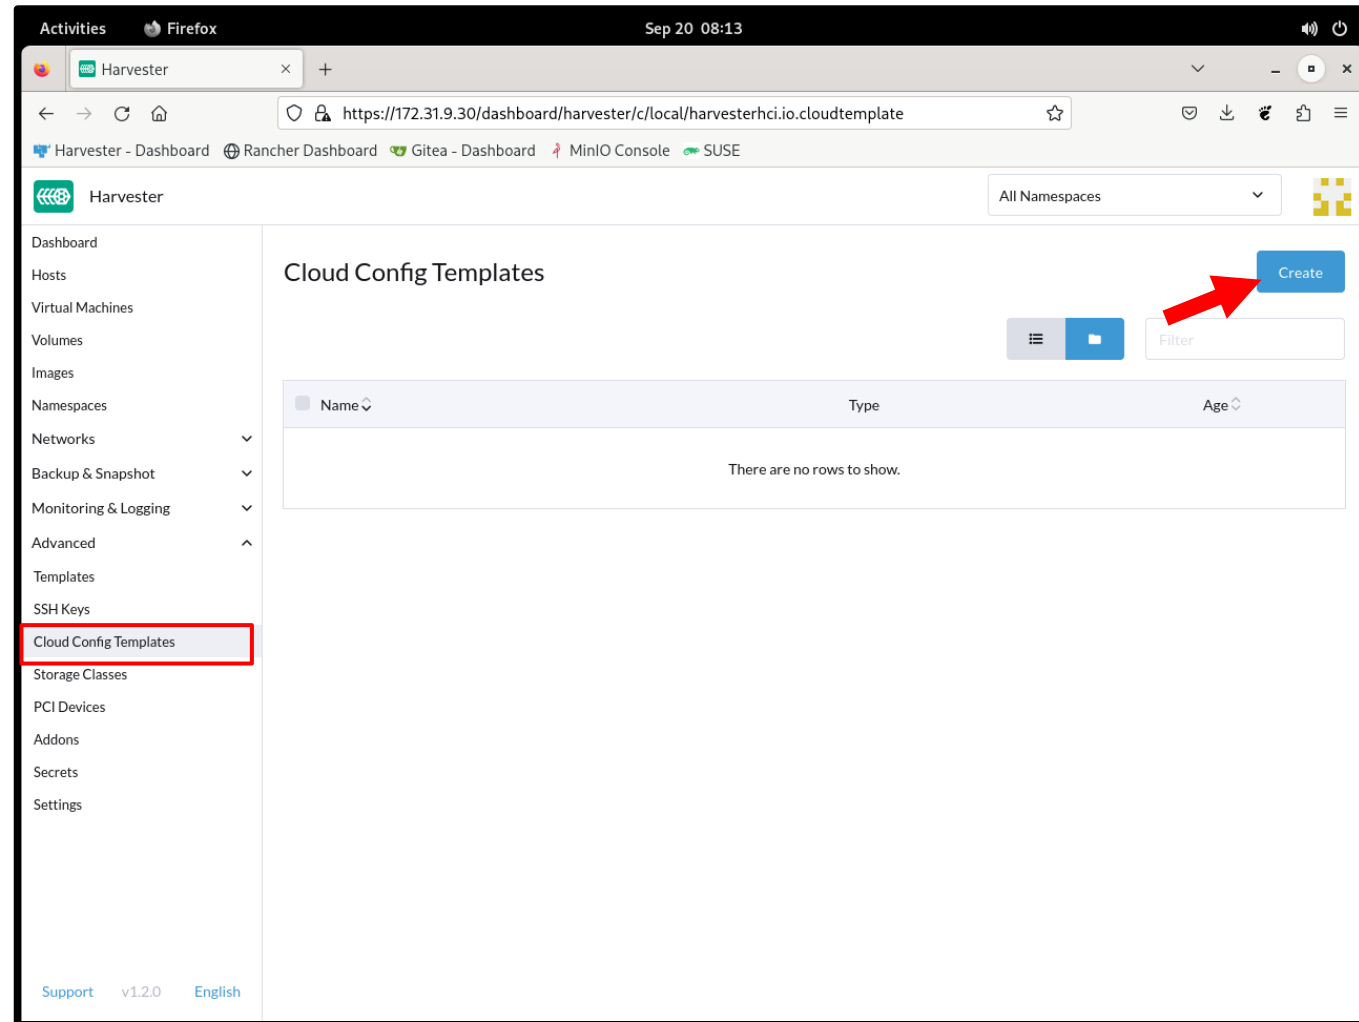 Activities Firefox Sep 20 08:13
Harvester
https://172.31.9.30/dashboard/harvester/c/local/harvesterhci.io.cloudtemplate
Harvester - Dashboard Rancher Dashboard Gitea - Dashboard MinIO Console SUSE
Harvester All Namespaces
Dashboard
Hosts
Virtual Machines
Volumes
Images
Namespaces
Networks
Backup & Snapshot
Monitoring & Logging
Advanced
Templates
SSH Keys
Cloud Config Templates
Storage Classes
PCI Devices
Addons
Secrets
Settings
Support v1.2.0 English
Cloud Config Templates Create
Filter
Name Type Age
There are no rows to show.